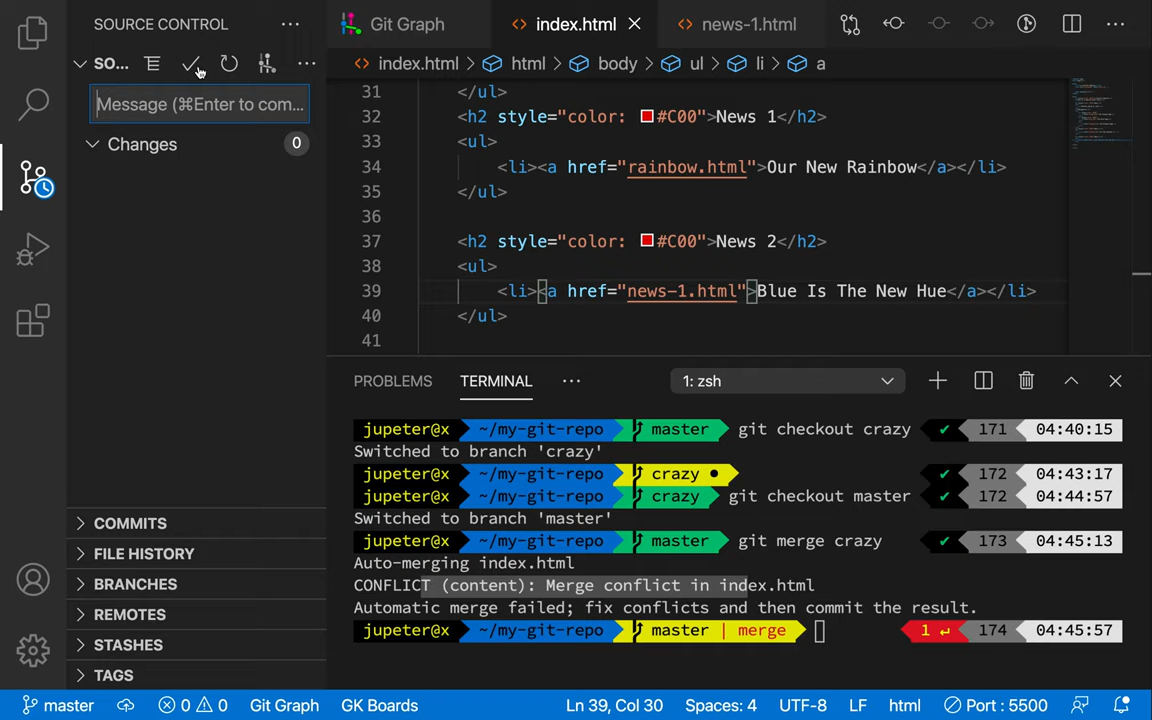 SOURCE CONTROL
SO...
Message (⌘Enter to com...
Changes 0
COMMITS
FILE HISTORY
BRANCHES
REMOTES
STASHES
TAGS
Git Graph
index.html
news-1.html
index.html > html > body > ul > li > a
31 </ul>
32 <h2 style="color: #C00">News 1</h2>
33 <ul>
34 <li><a href="rainbow.html">Our New Rainbow</a></li>
35 </ul>
36
37 <h2 style="color: #C00">News 2</h2>
38 <ul>
39 <li><a href="news-1.html">Blue Is The New Hue</a></li>
40 </ul>
41
PROBLEMS TERMINAL 1: zsh
jupeter@x ~/my-git-repo master git checkout crazy ✔ 171 04:40:15
Switched to branch 'crazy'
jupeter@x ~/my-git-repo crazy ● ✔ 172 04:43:17
jupeter@x ~/my-git-repo crazy git checkout master ✔ 172 04:44:57
Switched to branch 'master'
jupeter@x ~/my-git-repo master git merge crazy ✔ 173 04:45:13
Auto-merging index.html
CONFLICT (content): Merge conflict in index.html
Automatic merge failed; fix conflicts and then commit the result.
jupeter@x ~/my-git-repo master | merge 1 ↵ 174 04:45:57
master 0 0 Git Graph GK Boards Ln 39, Col 30 Spaces: 4 UTF-8 LF html Port : 5500